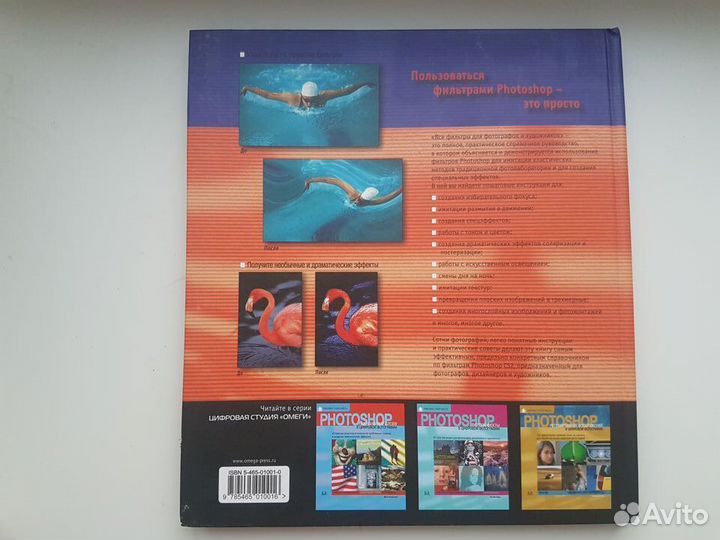 Пользоваться
фильтрами Photoshop –
это просто
До
После
«Все фильтры для фотографов и художников» –
это полное, практическое справочное руководство,
в котором объясняется и демонстрируется использование
фильтров Photoshop для имитации классических
методов традиционной фотолаборатории и для создания
специальных эффектов.
В ней вы найдете пошаговые инструкции для:
создания избирательного фокуса;
имитации размытия в движении;
создания спецэффектов;
работы с тоном и цветом;
создания драматических эффектов соляризации и
постеризации;
работы с искусственным освещением;
смены дня на ночь;
имитации текстур;
превращения плоских изображений в трехмерные;
создания многослойных изображений и фотомонтажей
и многое, многое другое.
Сотни фотографий, легко понятные инструкции
и практические советы делают эту книгу самым
эффективным, предельно конкретным справочником
по фильтрам Photoshop CS2, предназначенным для
фотографов, дизайнеров и художников.
Получите необычные и драматические эффекты
До
После
Читайте в серии
ЦИФРОВАЯ СТУДИЯ «ОМЕГИ»
www.omega-press.ru
ISBN 5-465-01001-0
9 785465 010016 >
PHOTOSHOP
PHOTOSHOP
PHOTOSHOP
Avito